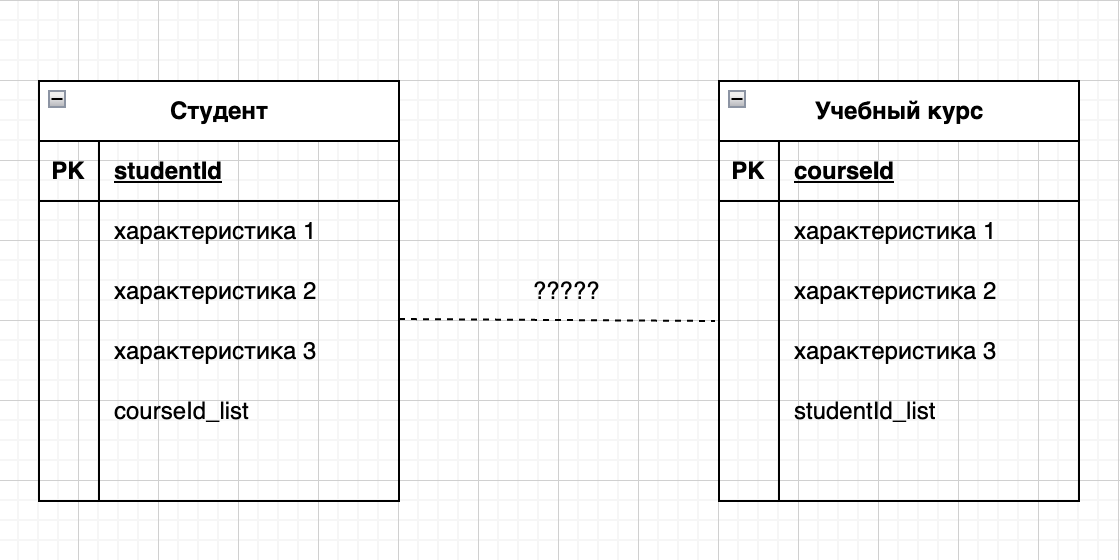 Студент
PK studentId
характеристика 1
характеристика 2
характеристика 3
courseId_list
?????
Учебный курс
PK courseId
характеристика 1
характеристика 2
характеристика 3
studentId_list